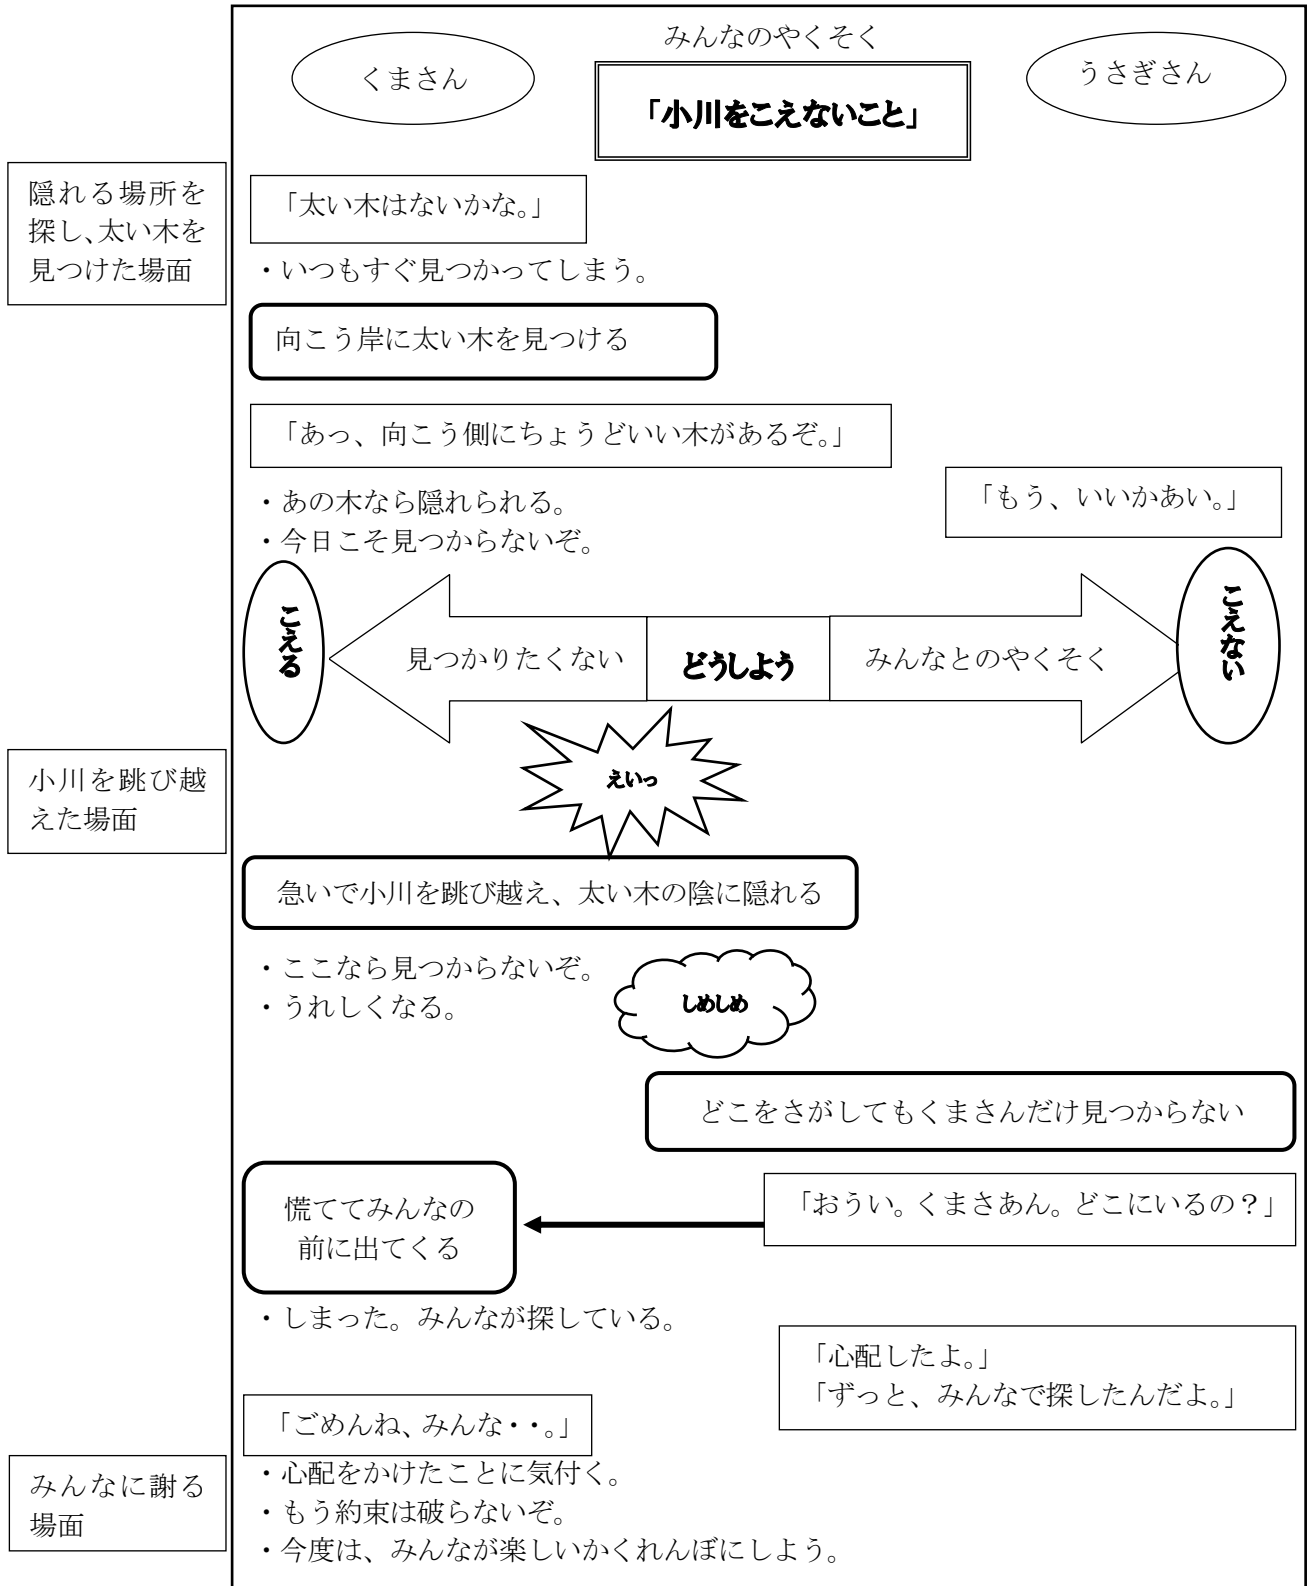 みんなのやくそく
くまさん
「小川をこえないこと」
うさぎさん
隠れる場所を
探し、太い木を
見つけた場面
「太い木はないかな。」
・いつもすぐ見つかってしまう。
向こう岸に太い木を見つける
「あっ、向こう側にちょうどいい木があるぞ。」
・あの木なら隠れられる。
・今日こそ見つからないぞ。
「もう、いいかあい。」
こえる
見つかりたくない
どうしよう
みんなとのやくそく
こえない
えいっ
小川を跳び越
えた場面
急いで小川を跳び越え、太い木の陰に隠れる
・ここなら見つからないぞ。
・うれしくなる。
しめしめ
どこをさがしてもくまさんだけ見つからない
「おうい。くまさあん。どこにいるの？」
慌ててみんなの
前に出てくる
・しまった。みんなが探している。
「心配したよ。」
「ずっと、みんなで探したんだよ。」
「ごめんね、みんな・・。」
みんなに謝る
場面
・心配をかけたことに気付く。
・もう約束は破らないぞ。
・今度は、みんなが楽しいかくれんぼにしよう。